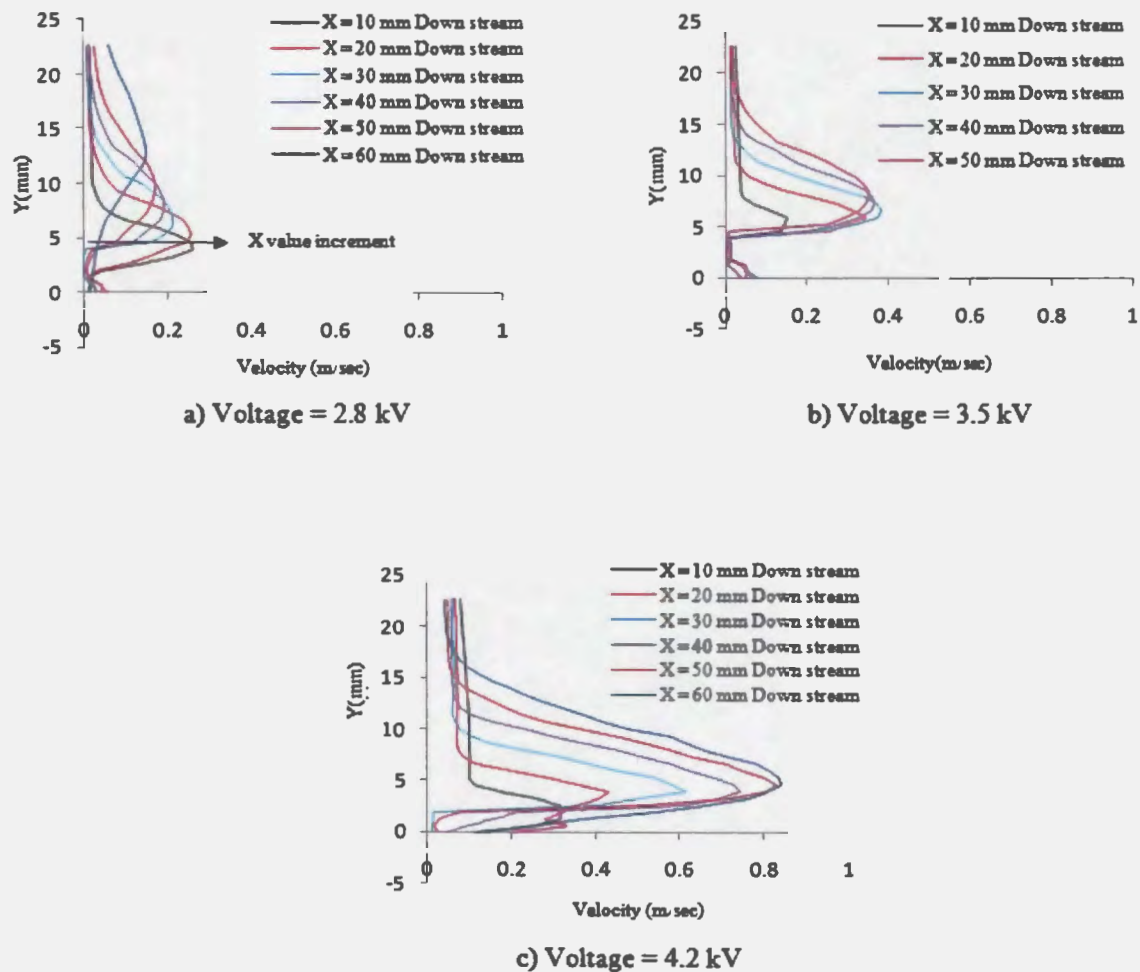 25
20
15
10
5
0
-5
Y(mm)
X = 10 mm Down stream
X = 20 mm Down stream
X = 30 mm Down stream
X = 40 mm Down stream
X = 50 mm Down stream
X = 60 mm Down stream
X value increment
0 0.2 0.4 0.6 0.8 1
Velocity (m/sec)
a) Voltage = 2.8 kV
25
20
15
10
5
0
-5
Y(mm)
X = 10 mm Down stream
X = 20 mm Down stream
X = 30 mm Down stream
X = 40 mm Down stream
X = 50 mm Down stream
0 0.2 0.4 0.6 0.8 1
Velocity(m/sec)
b) Voltage = 3.5 kV
25
20
15
10
5
0
-5
Y(mm)
X = 10 mm Down stream
X = 20 mm Down stream
X = 30 mm Down stream
X = 40 mm Down stream
X = 50 mm Down stream
X = 60 mm Down stream
0 0.2 0.4 0.6 0.8 1
Velocity (m/sec)
c) Voltage = 4.2 kV